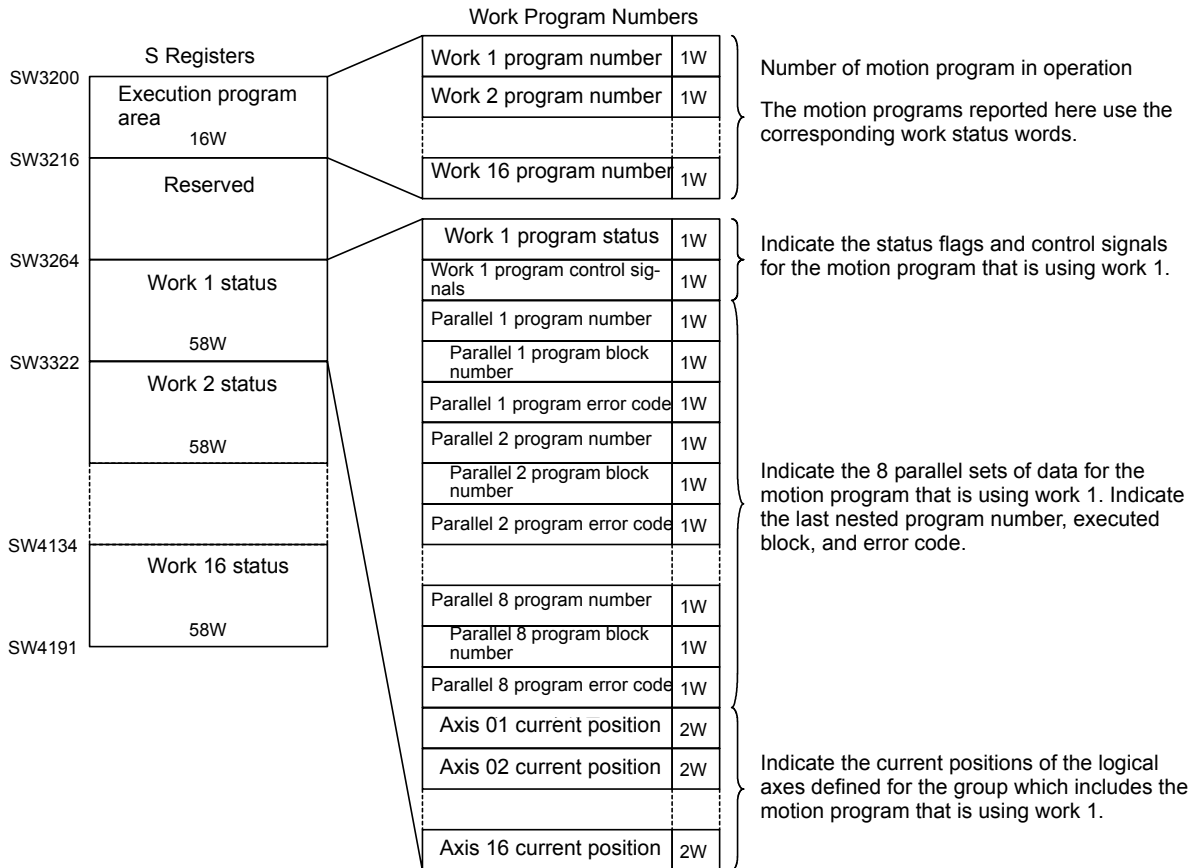 Work Program Numbers
S Registers
SW3200
Execution program
area
16W
SW3216
Reserved
SW3264
Work 1 status
58W
SW3322
Work 2 status
58W
SW4134
Work 16 status
58W
SW4191
Work 1 program number 1W
Work 2 program number 1W
Work 16 program number 1W
Number of motion program in operation
The motion programs reported here use the
corresponding work status words.
Work 1 program status 1W
Work 1 program control sig-
nals 1W
Indicate the status flags and control signals
for the motion program that is using work 1.
Parallel 1 program number 1W
Parallel 1 program block
number 1W
Parallel 1 program error code 1W
Parallel 2 program number 1W
Parallel 2 program block
number 1W
Parallel 2 program error code 1W
Parallel 8 program number 1W
Parallel 8 program block
number 1W
Parallel 8 program error code 1W
Indicate the 8 parallel sets of data for the
motion program that is using work 1. Indicate
the last nested program number, executed
block, and error code.
Axis 01 current position 2W
Axis 02 current position 2W
Axis 16 current position 2W
Indicate the current positions of the logical
axes defined for the group which includes the
motion program that is using work 1.